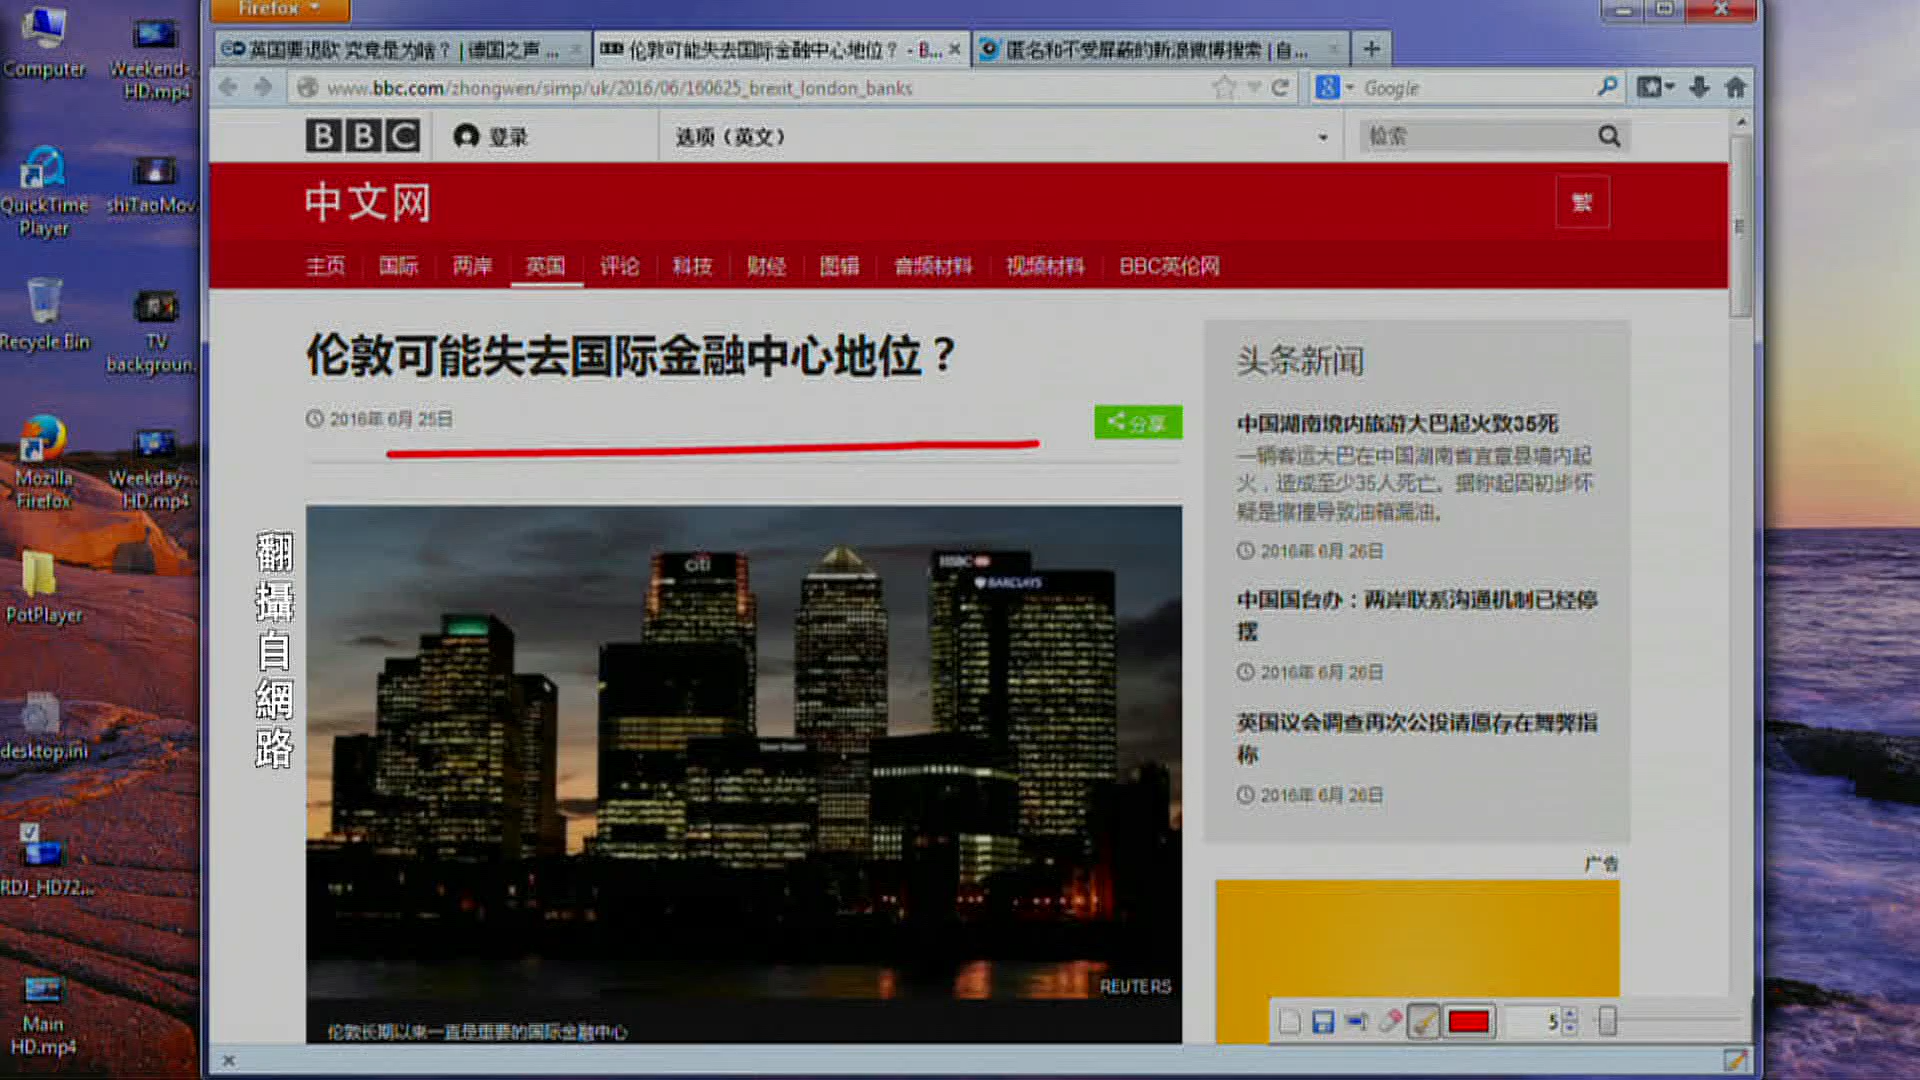 Firefox
英国要退欧 究竟是为啥？ | 德国之声 ...
伦敦可能失去国际金融中心地位？ - B...
匿名和不受屏蔽的新浪微博搜索 | 自...
www.bbc.com/zhongwen/simp/uk/2016/06/160625_brexit_london_banks
Google
BBC
登录
选项（英文）
检索
中文网
繁
主页
国际
两岸
英国
评论
科技
财经
图辑
音频材料
视频材料
BBC英伦网
伦敦可能失去国际金融中心地位？
2016年 6月 25日
分享
翻攝自網路
citi
HSBC
BARCLAYS
REUTERS
伦敦长期以来一直是重要的国际金融中心
头条新闻
中国湖南境内旅游大巴起火致35死
一辆客运大巴在中国湖南省宜章县境内起
火，造成至少35人死亡。据称起因初步怀
疑是擦撞导致油箱漏油。
2016年 6月 26日
中国国台办：两岸联系沟通机制已经停
摆
2016年 6月 26日
英国议会调查再次公投请愿存在舞弊指
称
2016年 6月 26日
广告
5
Computer
Weekend-...
HD.mp4
QuickTime
Player
shiTaoMov...
Recycle Bin
TV
backgroun...
Mozilla
Firefox
Weekday-...
HD.mp4
PotPlayer
desktop.ini
RDJ_HD72...
Main
HD.mp4